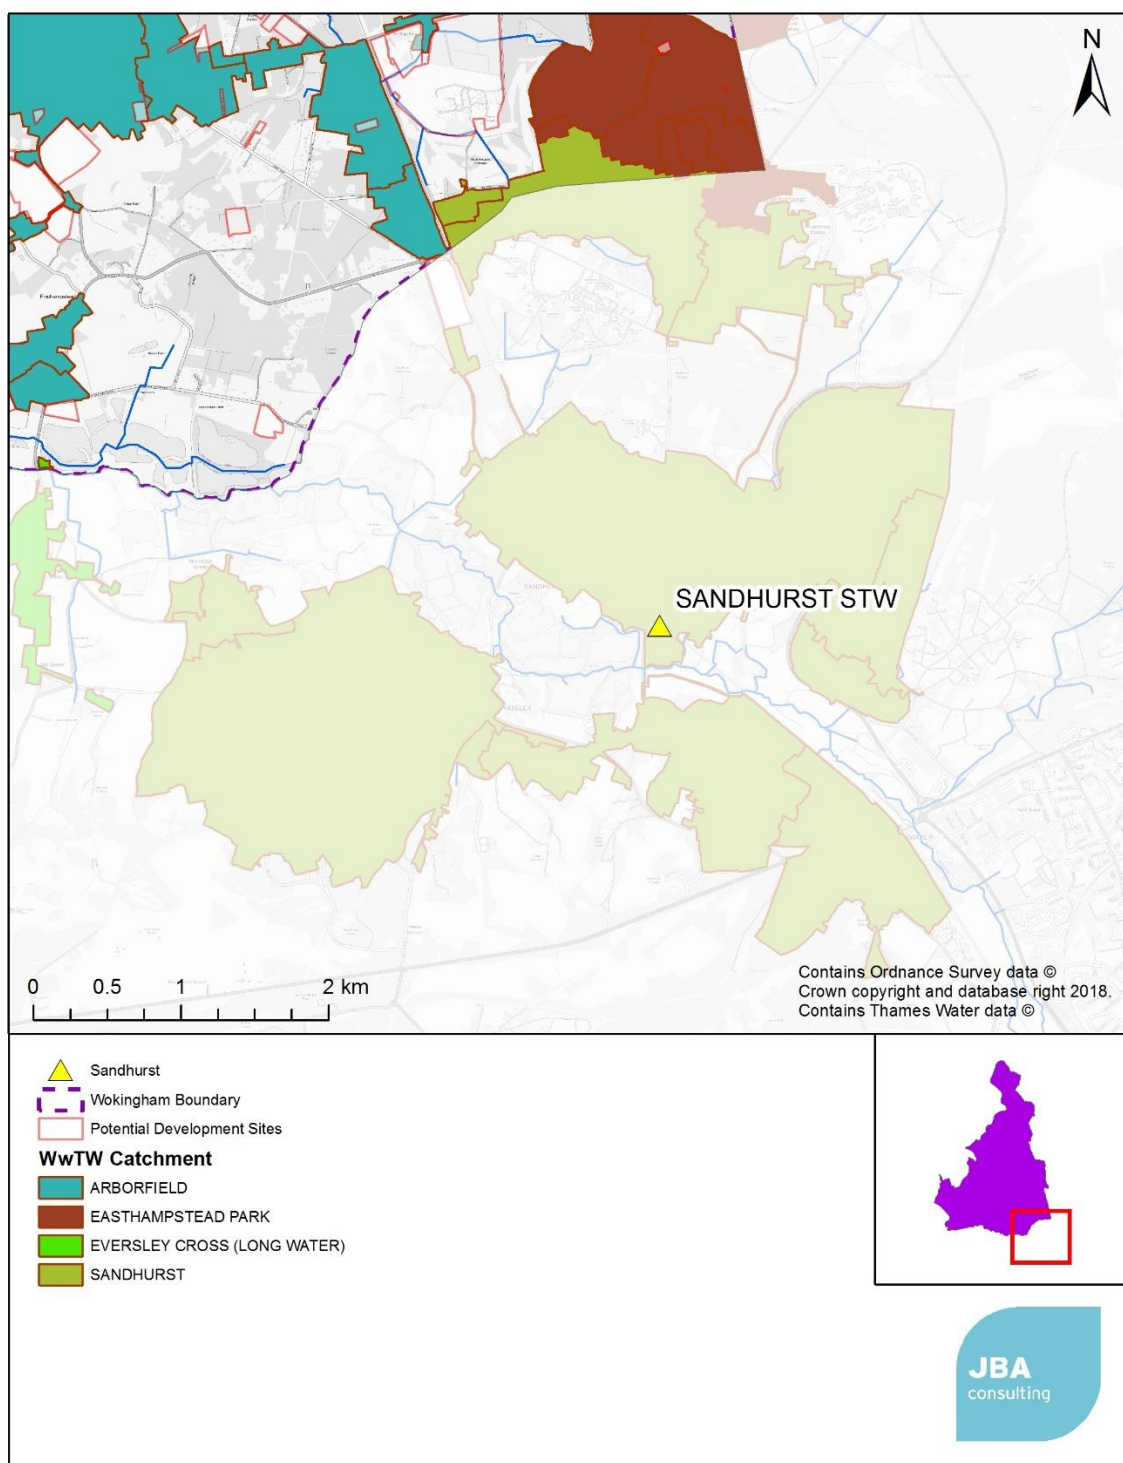 N
SANDHURST STW
0 0.5 1 2 km
Contains Ordnance Survey data ©
Crown copyright and database right 2018.
Contains Thames Water data ©
Sandhurst
Wokingham Boundary
Potential Development Sites
WwTW Catchment
ARBORFIELD
EASTHAMPSTEAD PARK
EVERSLEY CROSS (LONG WATER)
SANDHURST
JBA
consulting